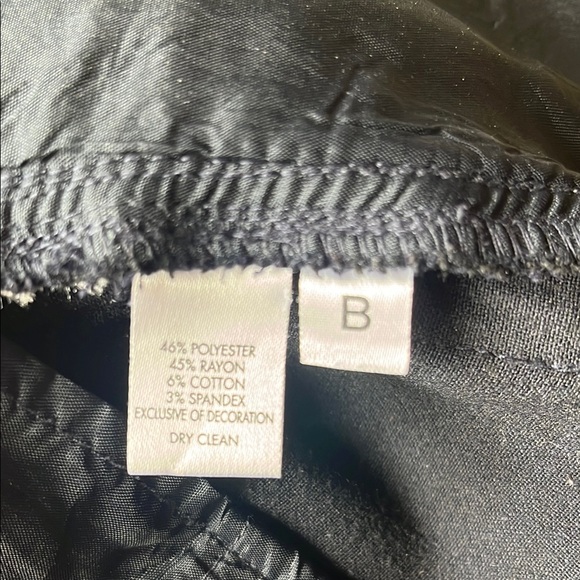 46% POLYESTER
45% RAYON
6% COTTON
3% SPANDEX
EXCLUSIVE OF DECORATION
DRY CLEAN
B